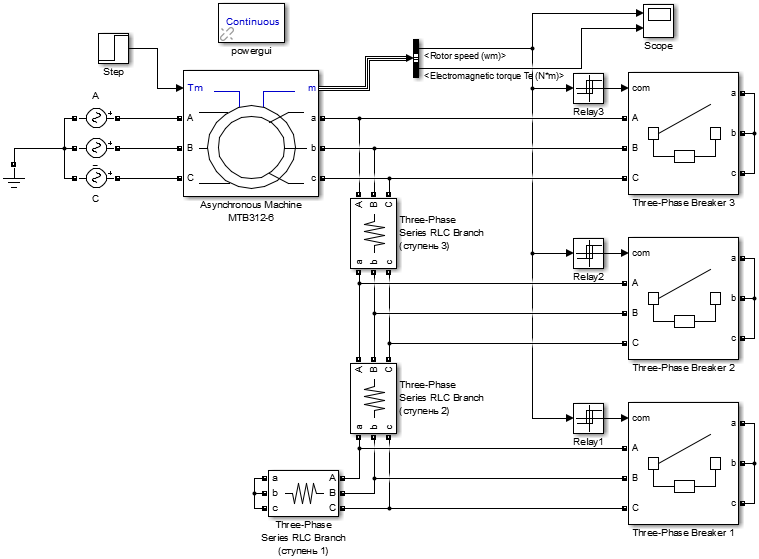 Continuous
powergui
Step
Tm
m
A
B
C
a
b
c
A
C
Asynchronous Machine
MTB312-6
<Rotor speed (wm)>
<Electromagnetic torque Te (N*m)>
Scope
Relay3
com
A
B
C
a
b
c
Three-Phase Breaker 3
A B C
a b c
Three-Phase
Series RLC Branch
(ступень 3)
Relay2
com
A
B
C
a
b
c
Three-Phase Breaker 2
A B C
a b c
Three-Phase
Series RLC Branch
(ступень 2)
Relay1
com
A
B
C
a
b
c
Three-Phase Breaker 1
a A
b B
c C
Three-Phase
Series RLC Branch
(ступень 1)